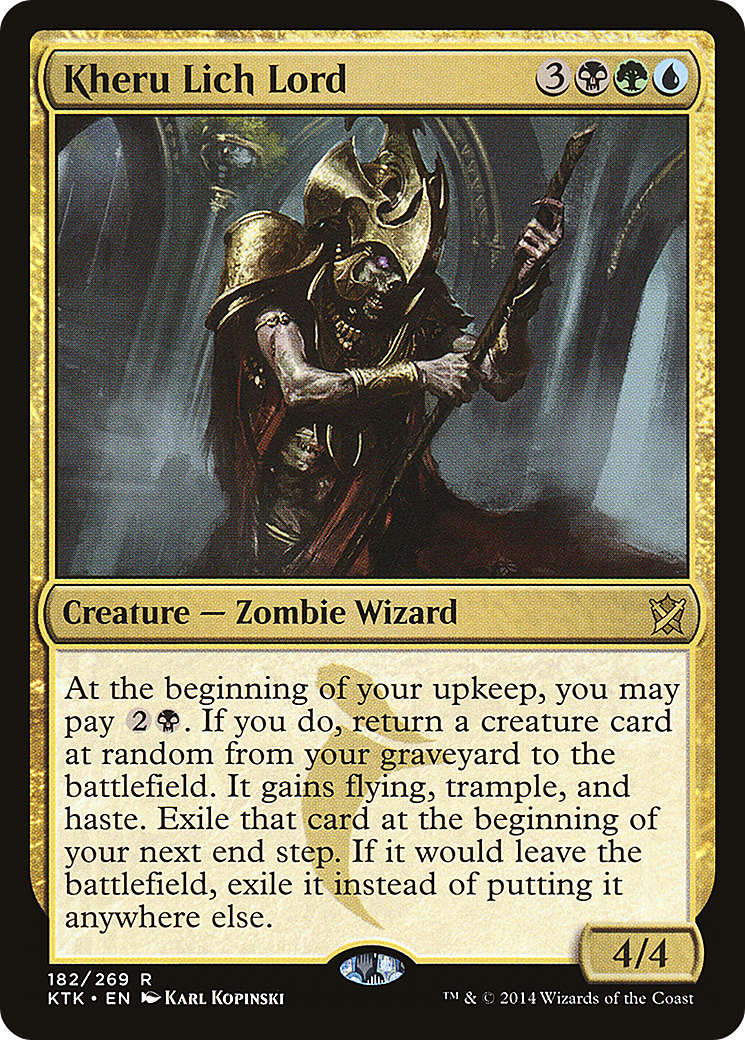 Kheru Lich Lord 3
Creature — Zombie Wizard
At the beginning of your upkeep, you may
pay 2. If you do, return a creature card
at random from your graveyard to the
battlefield. It gains flying, trample, and
haste. Exile that card at the beginning of
your next end step. If it would leave the
battlefield, exile it instead of putting it
anywhere else.
4/4
182/269 R
KTK • EN Karl Kopinski
™ & © 2014 Wizards of the Coast